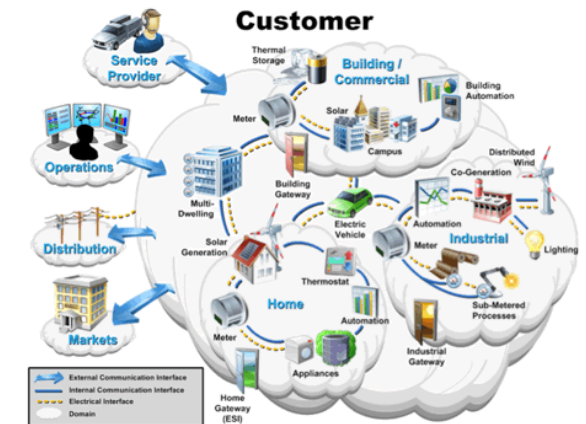 Customer
Service
Provider
Thermal
Storage
Building /
Commercial
Building
Automation
Meter
Solar
Campus
Operations
Multi-
Dwelling
Building
Gateway
Electric
Vehicle
Distributed
Wind
Co-Generation
Automation
Meter
Industrial
Lighting
Sub-Metered
Processes
Industrial
Gateway
Distribution
Solar
Generation
Thermostat
Home
Automation
Meter
Appliances
Home
Gateway
(ESI)
Markets
External Communication Interface
Internal Communication Interface
Electrical Interface
Domain